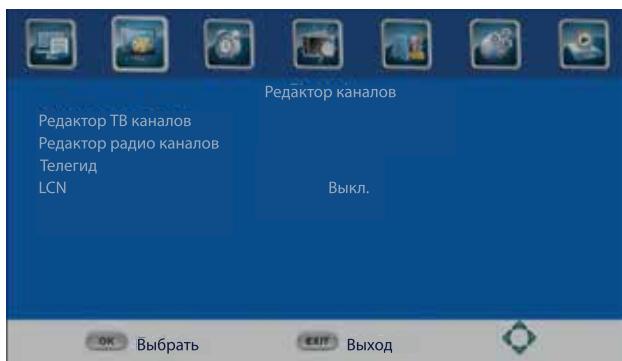 Редактор каналов
Редактор ТВ каналов
Редактор радио каналов
Телегид
LCN Выкл.
OK Выбрать EXIT Выход